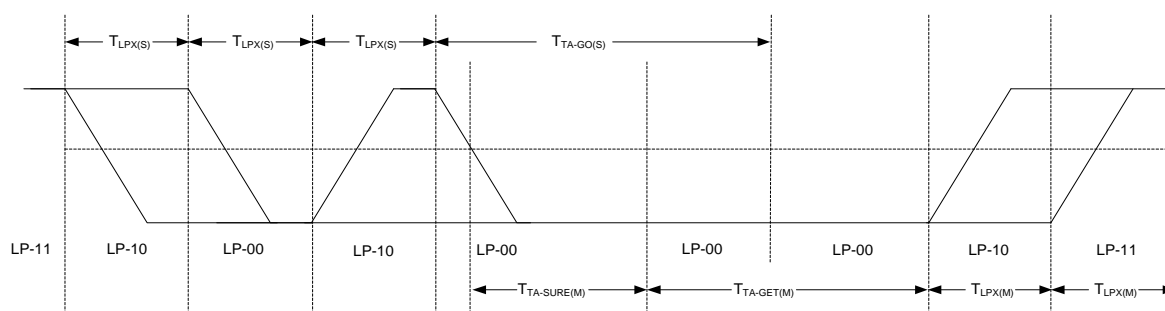 TLPX(S) TLPX(S) TLPX(S) TTA-GO(S)
LP-11 LP-10 LP-00 LP-10 LP-00 LP-00 LP-00 LP-10 LP-11
TTA-SURE(M) TTA-GET(M) TLPX(M) TLPX(M)